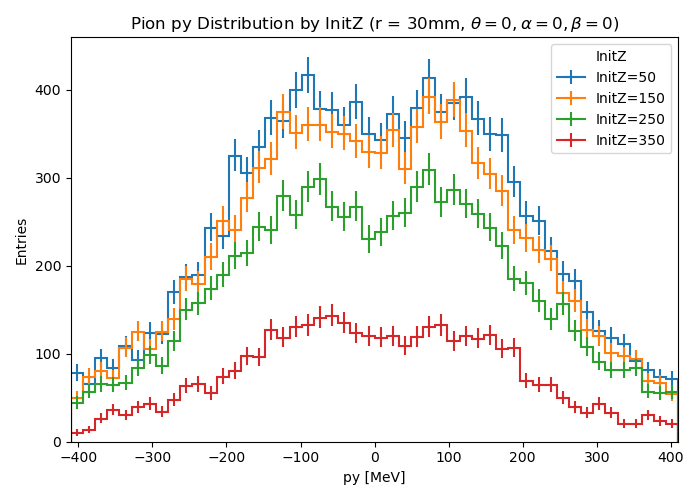 Pion py Distribution by InitZ (r = 30mm, θ = 0, α = 0, β = 0)
InitZ
InitZ=50
InitZ=150
InitZ=250
InitZ=350
Entries
400
300
200
100
0
−400 −300 −200 −100 0 100 200 300 400
py [MeV]